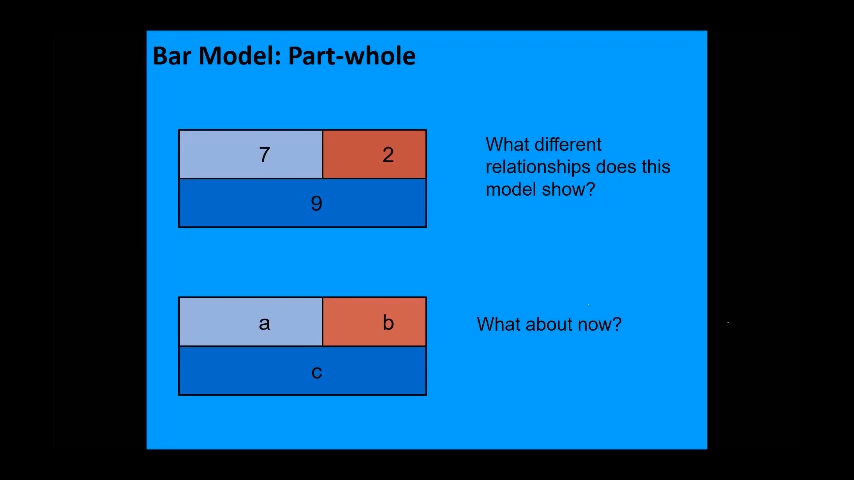 Bar Model: Part-whole
7 2
9
What different
relationships does this
model show?
a b
c
What about now?